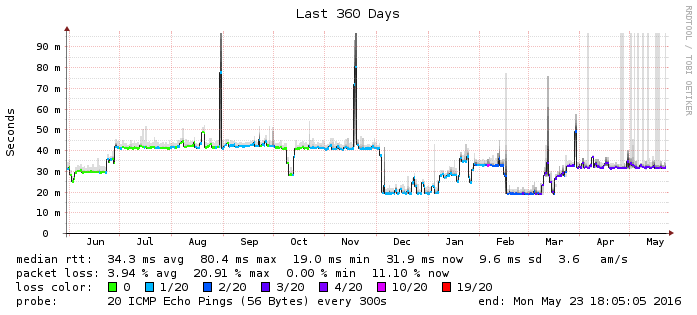 Last 360 Days
RRDTOOL / TOBI OETIKER
Seconds
90 m
80 m
70 m
60 m
50 m
40 m
30 m
20 m
10 m
0
Jun Jul Aug Sep Oct Nov Dec Jan Feb Mar Apr May
median rtt: 34.3 ms avg 80.4 ms max 19.0 ms min 31.9 ms now 9.6 ms sd 3.6 am/s
packet loss: 3.94 % avg 20.91 % max 0.00 % min 11.10 % now
loss color: 0 1/20 2/20 3/20 4/20 10/20 19/20
probe: 20 ICMP Echo Pings (56 Bytes) every 300s end: Mon May 23 18:05:05 2016